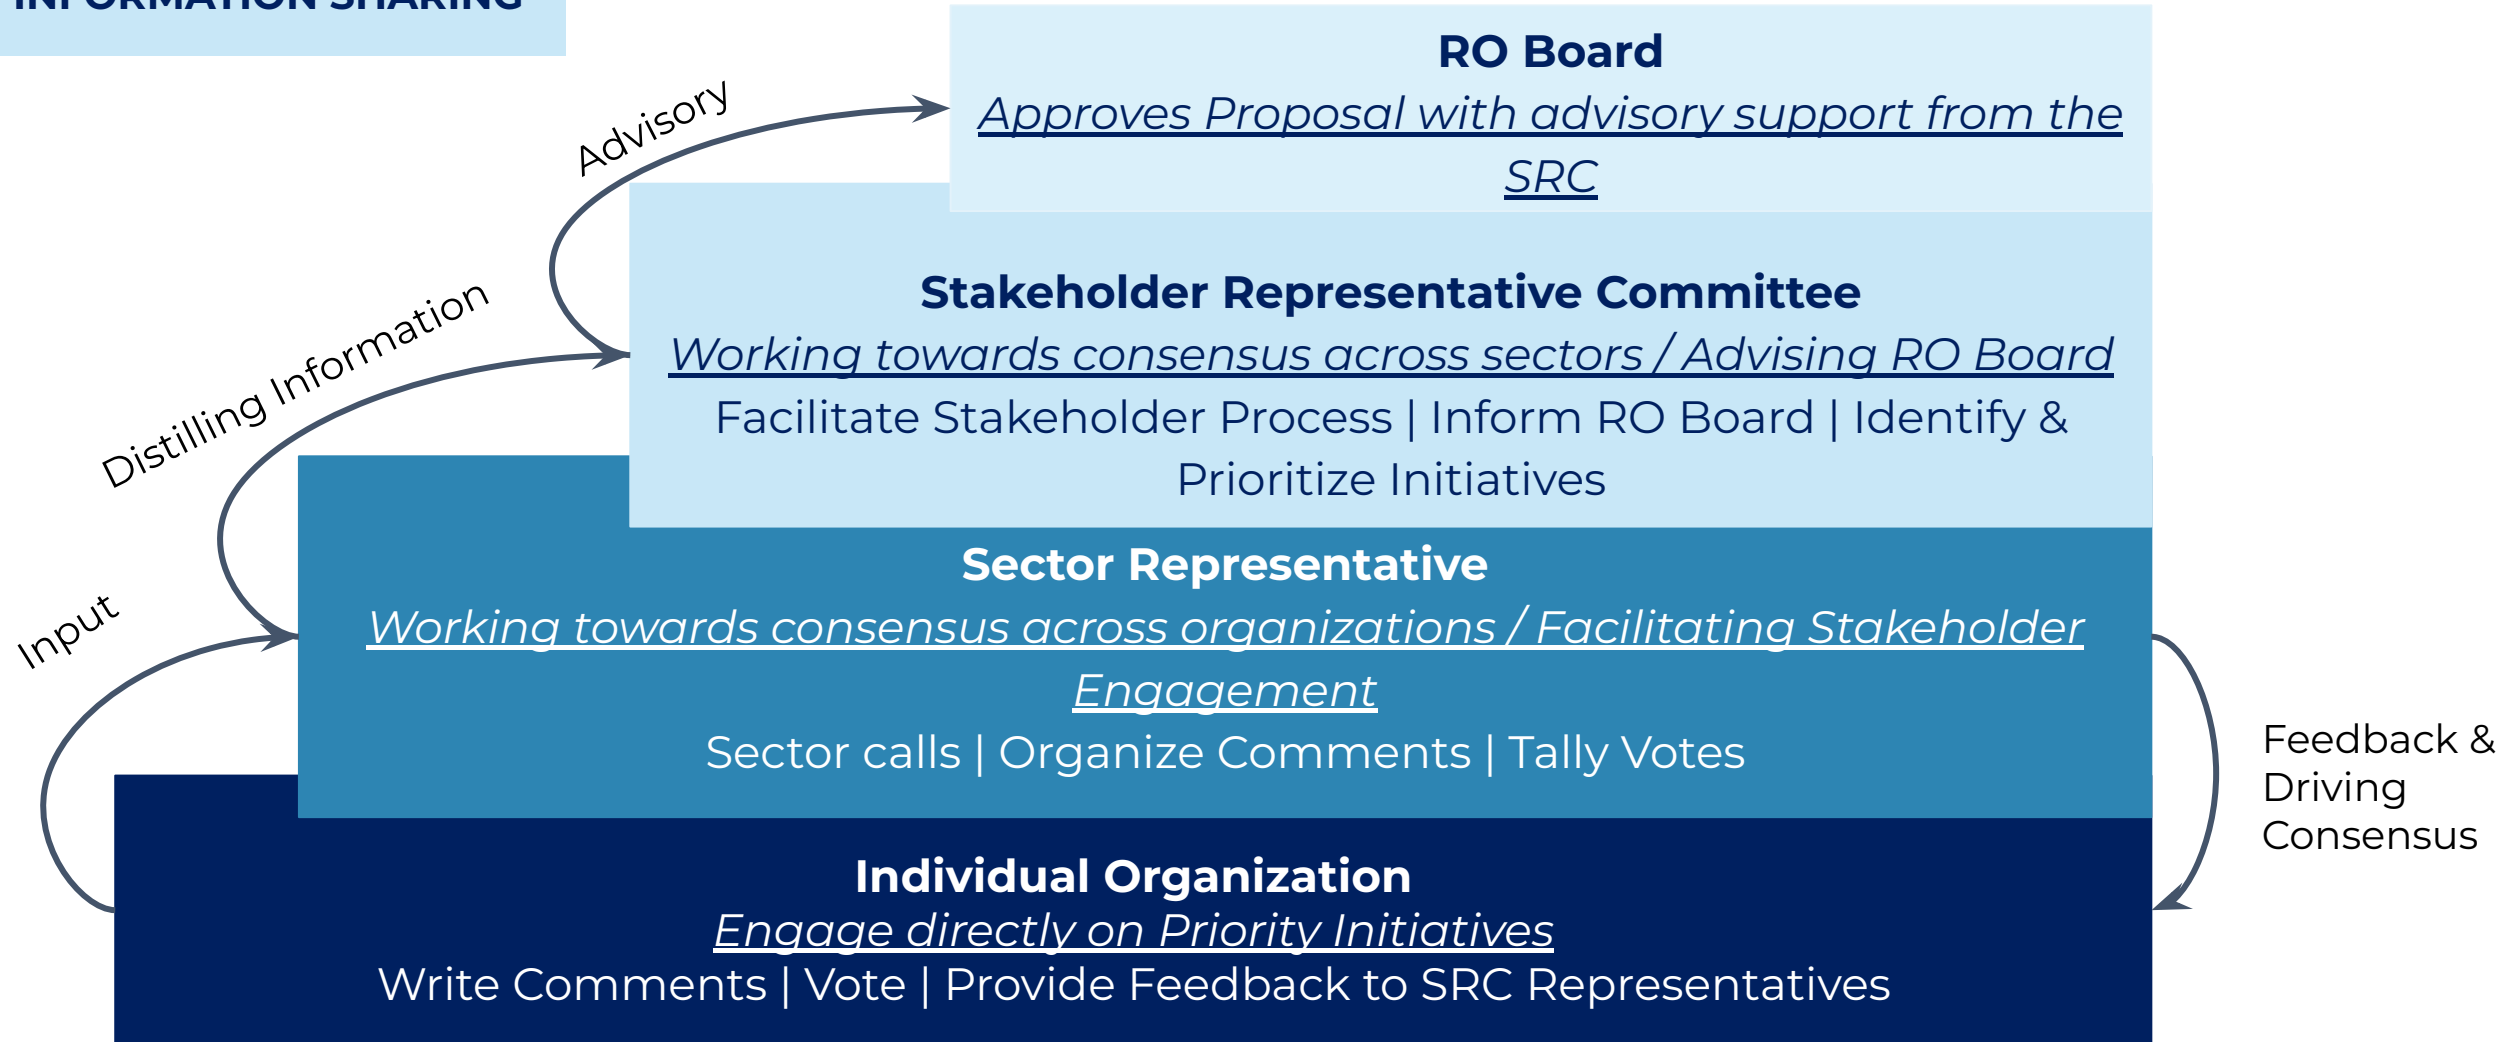 INFORMATION SHARING
RO Board
Approves Proposal with advisory support from the
SRC
Advisory
Stakeholder Representative Committee
Working towards consensus across sectors / Advising RO Board
Facilitate Stakeholder Process | Inform RO Board | Identify &
Prioritize Initiatives
Distilling Information
Sector Representative
Working towards consensus across organizations / Facilitating Stakeholder
Engagement
Sector calls | Organize Comments | Tally Votes
Input
Feedback &
Driving
Consensus
Individual Organization
Engage directly on Priority Initiatives
Write Comments | Vote | Provide Feedback to SRC Representatives